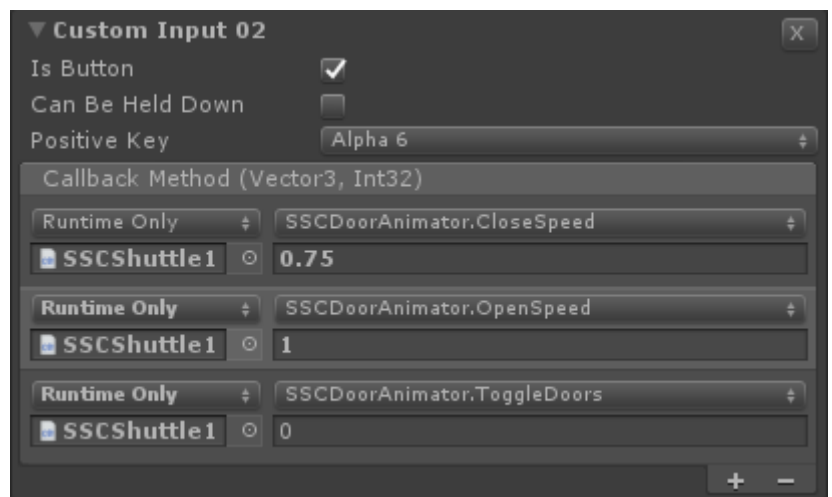 Custom Input 02 X
Is Button
Can Be Held Down
Positive Key Alpha 6
Callback Method (Vector3, Int32)
Runtime Only SSCDoorAnimator.CloseSpeed
SSCShuttle1 0.75
Runtime Only SSCDoorAnimator.OpenSpeed
SSCShuttle1 1
Runtime Only SSCDoorAnimator.ToggleDoors
SSCShuttle1 0
+ −